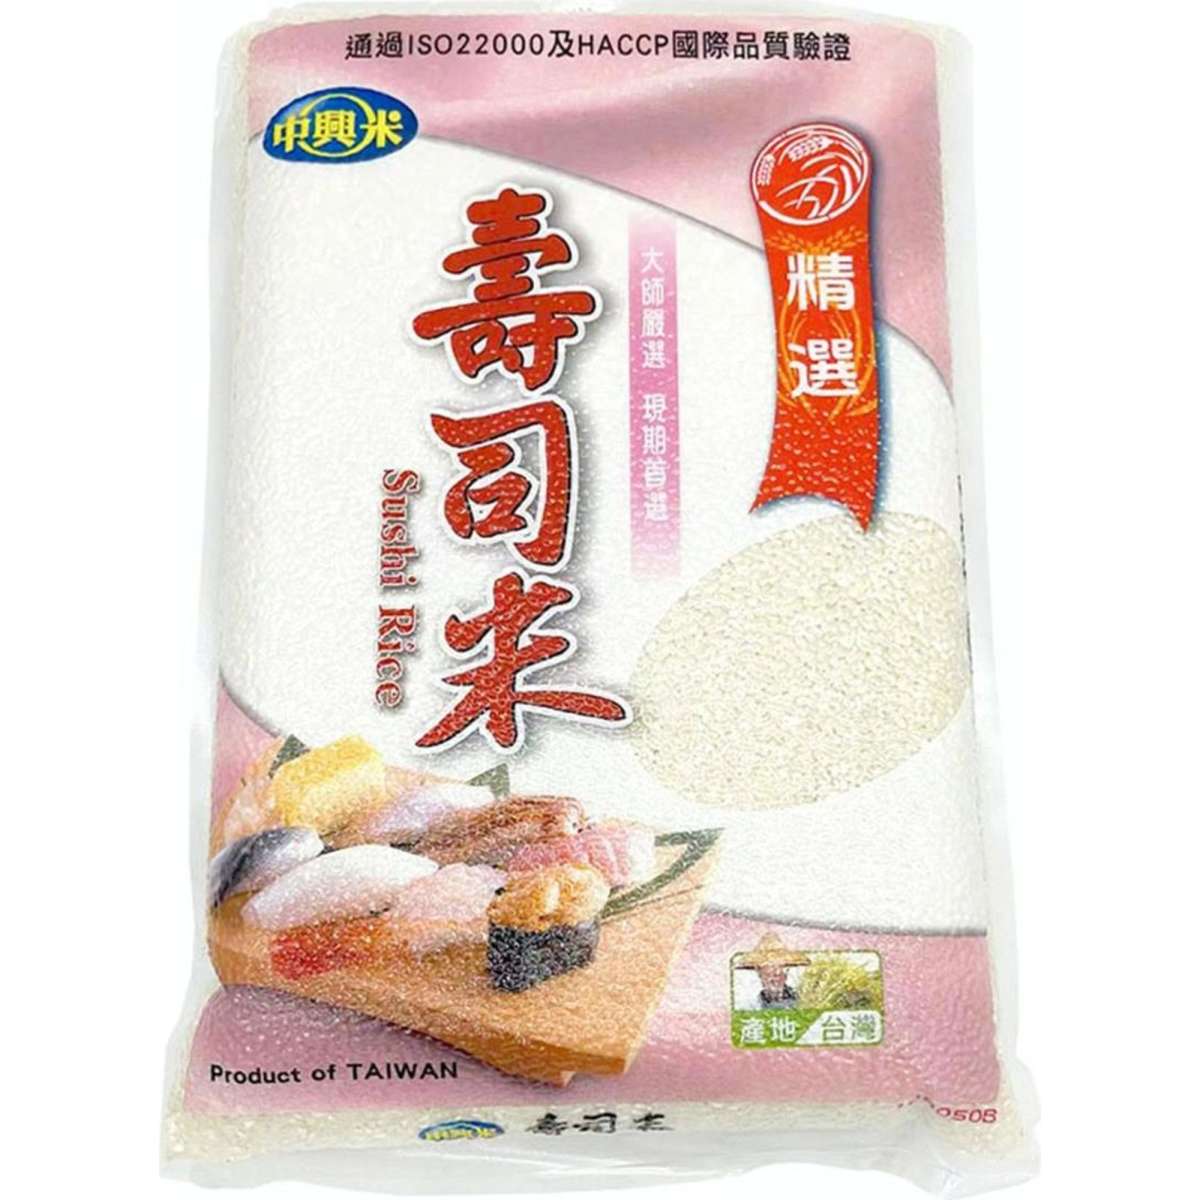 通過ISO22000及HACCP國際品質驗證
中興米
精選
大師嚴選 現期首選
壽司米
Sushi Rice
產地 台灣
Product of TAIWAN
050B
中興米 壽司米